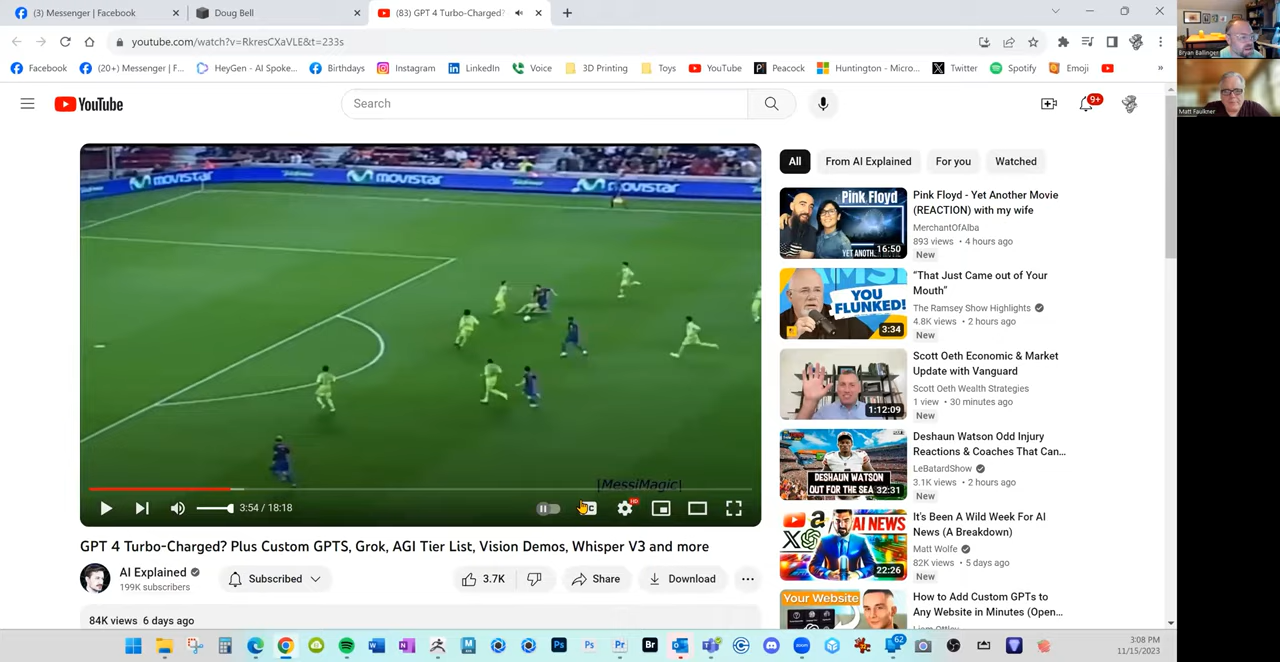 (3) Messenger | Facebook
Doug Bell
(83) GPT 4 Turbo-Charged?
youtube.com/watch?v=RkresCXaVLE&t=233s
Facebook
(20+) Messenger | F...
HeyGen - AI Spoke...
Birthdays
Instagram
LinkedIn
Voice
3D Printing
Toys
YouTube
Peacock
Huntington - Micro...
Twitter
Spotify
Emoji
»
Bryan Ballinger
Matt Faulkner
YouTube
Search
9+
movistar
movistar
movistar
|MessiMagic|
3:54 / 18:18
HD
GPT 4 Turbo-Charged? Plus Custom GPTS, Grok, AGI Tier List, Vision Demos, Whisper V3 and more
AI Explained
199K subscribers
Subscribed
3.7K
Share
Download
84K views 6 days ago
All
From AI Explained
For you
Watched
Pink Floyd
YET ANOTH
16:50
Pink Floyd - Yet Another Movie
(REACTION) with my wife
MerchantOfAlba
893 views • 4 hours ago
New
YOU
FLUNKED!
3:34
“That Just Came out of Your
Mouth”
The Ramsey Show Highlights
4.8K views • 2 hours ago
New
1:12:09
Scott Oeth Economic & Market
Update with Vanguard
Scott Oeth Wealth Strategies
1 view • 30 minutes ago
New
DESHAUN WATSON
OUT FOR THE SEA
32:31
Deshaun Watson Odd Injury
Reactions & Coaches That Can...
LeBatardShow
3.1K views • 2 hours ago
New
AI NEWS
22:26
It's Been A Wild Week For AI
News (A Breakdown)
Matt Wolfe
82K views • 5 days ago
New
Your Website
How to Add Custom GPTs to
Any Website in Minutes (Open...
62
3:08 PM
11/15/2023